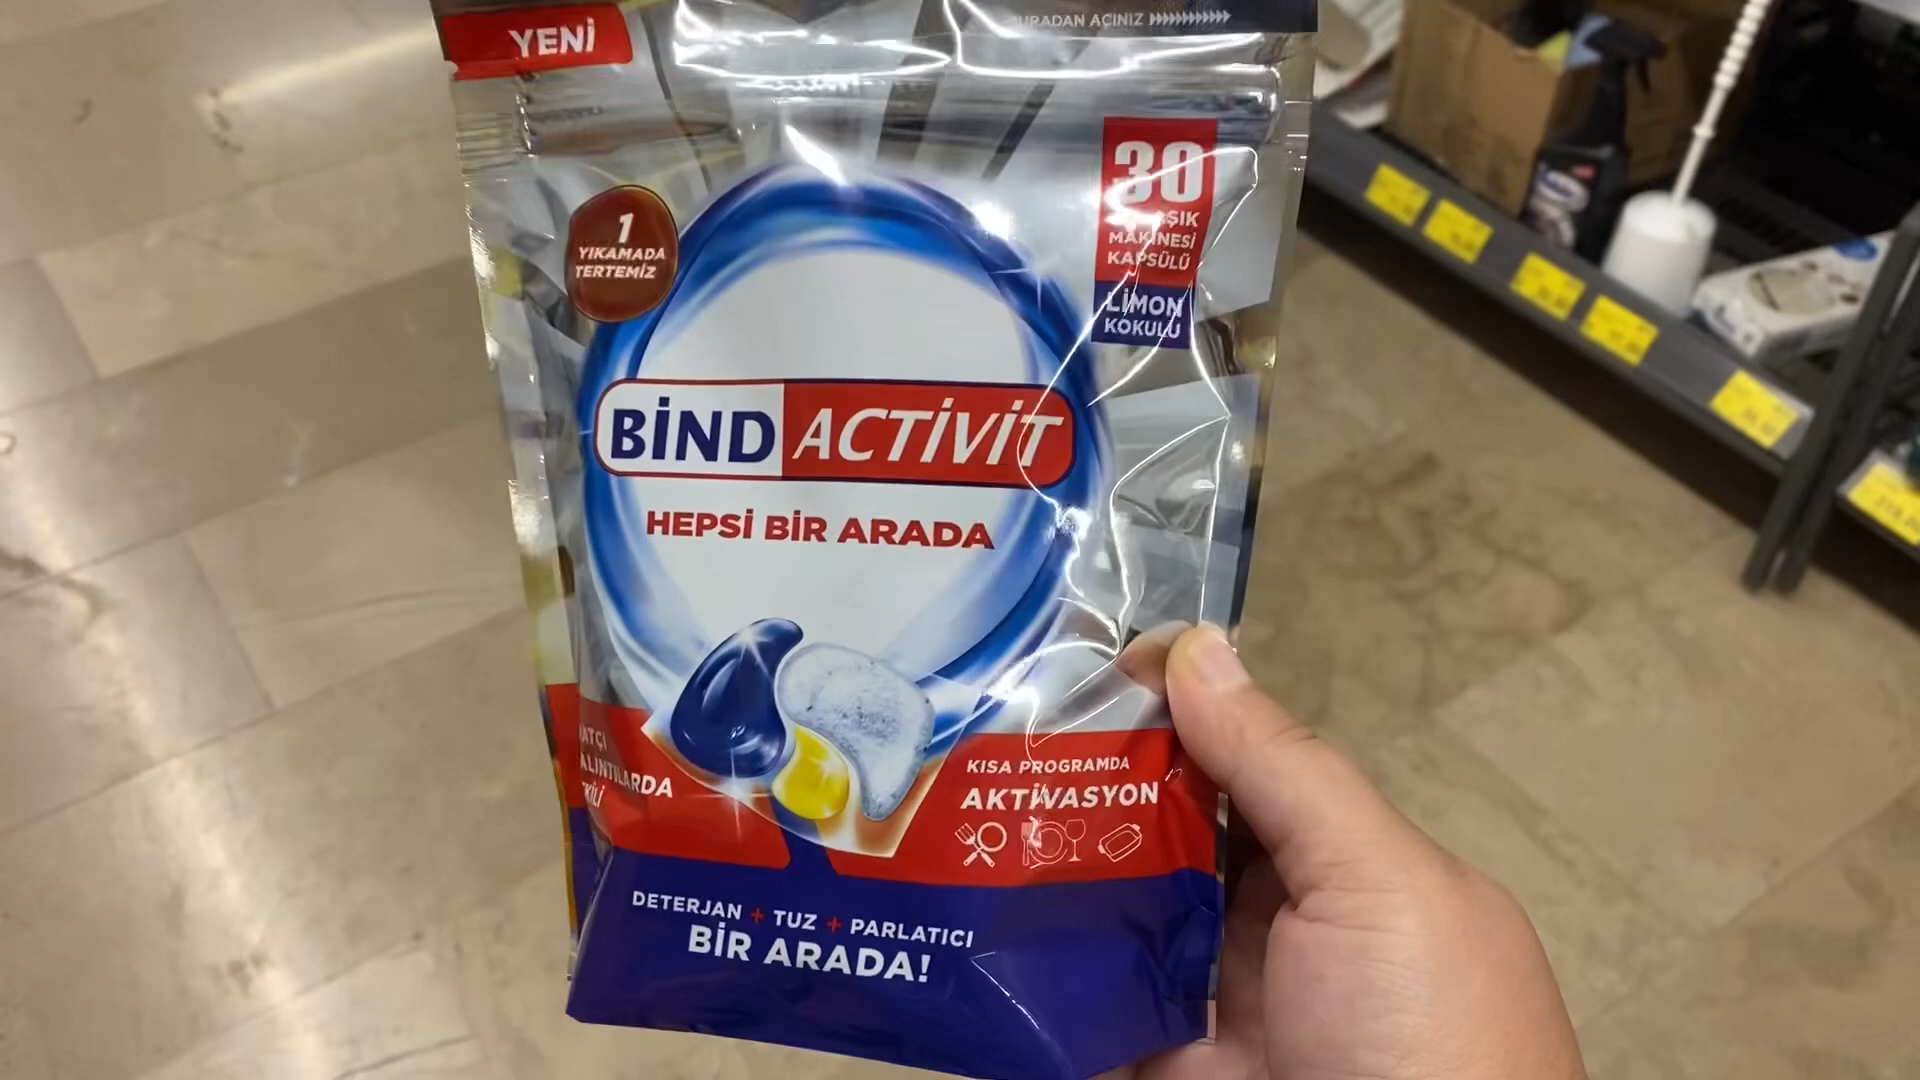 YENİ
BURADAN AÇINIZ
1
YIKAMADA
TERTEMİZ
30
MAKİNESİ
KAPSÜLÜ
LİMON
KOKULU
BİND ACTİVİT
HEPSİ BİR ARADA
KISA PROGRAMDA
AKTİVASYON
DETERJAN + TUZ + PARLATICI
BİR ARADA!